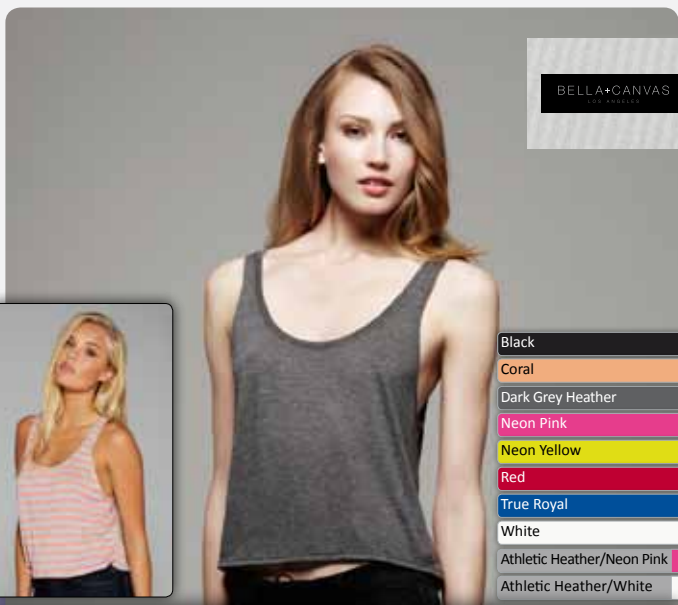 BELLA+CANVAS
LOS ANGELES
Black
Coral
Dark Grey Heather
Neon Pink
Neon Yellow
Red
True Royal
White
Athletic Heather/Neon Pink
Athletic Heather/White